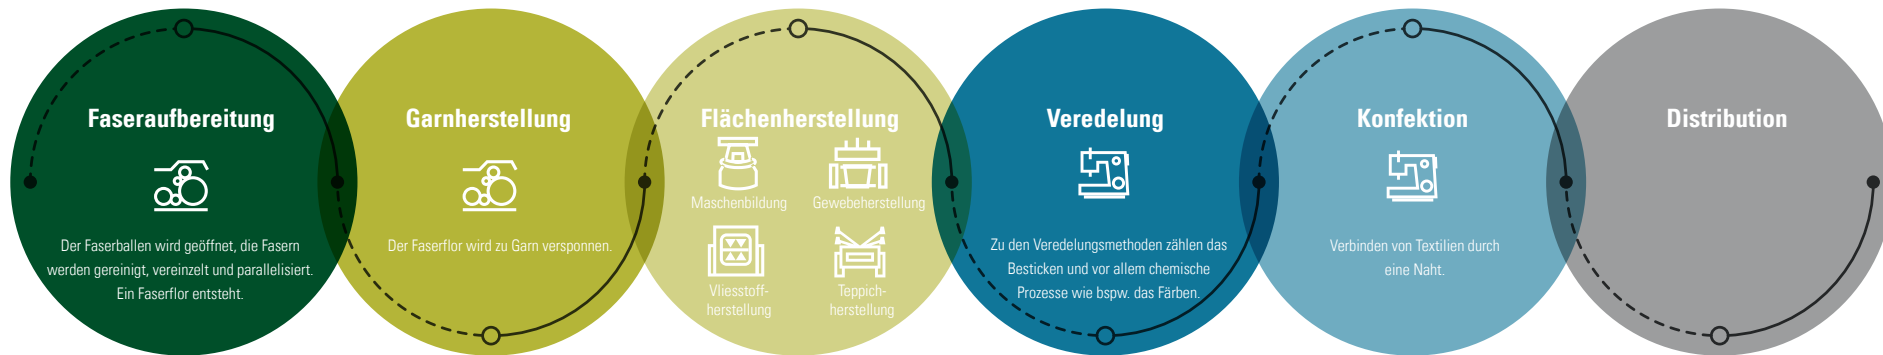 Faseraufbereitung
Der Faserballen wird geöffnet, die Fasern
werden gereinigt, vereinzelt und parallelisiert.
Ein Faserflor entsteht.
Garnherstellung
Der Faserflor wird zu Garn versponnen.
Flächenherstellung
Maschenbildung
Gewebeherstellung
Vliesstoff-
herstellung
Teppich-
herstellung
Veredelung
Zu den Veredelungsmethoden zählen das
Besticken und vor allem chemische
Prozesse wie bspw. das Färben.
Konfektion
Verbinden von Textilien durch
eine Naht.
Distribution